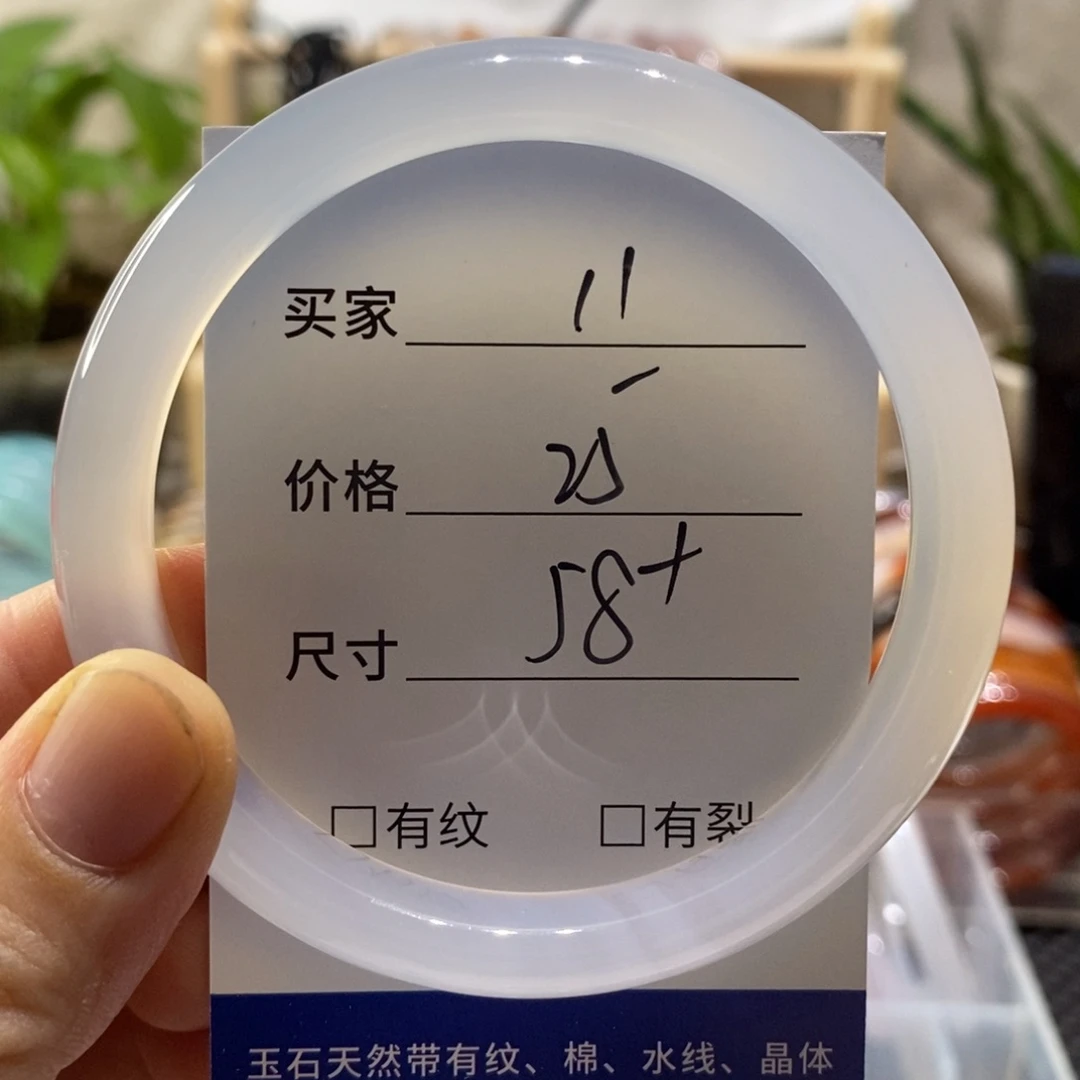 买家 11
价格 25
尺寸 58+
□有纹 □有裂
玉石天然带有纹、棉、水线、晶体